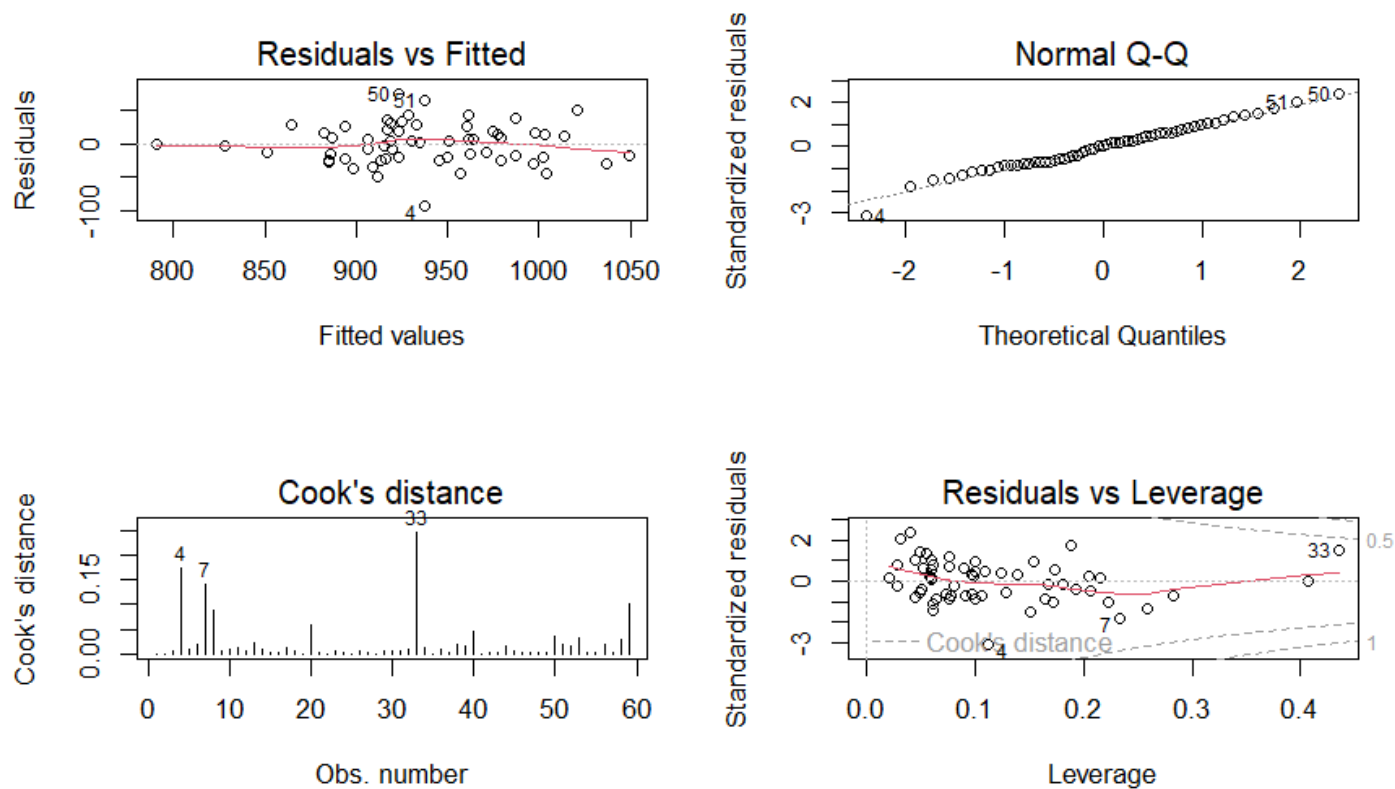 Residuals vs Fitted
Residuals
0
-100
50
51
4
800 850 900 950 1000 1050
Fitted values
Normal Q-Q
Standardized residuals
2
0
-3
51
50
4
-2 -1 0 1 2
Theoretical Quantiles
Cook's distance
Cook's distance
0.15
0.00
4
7
33
0 10 20 30 40 50 60
Obs. number
Residuals vs Leverage
Standardized residuals
2
0
-3
33
0.5
7
Cook's distance
4
1
0.0 0.1 0.2 0.3 0.4
Leverage